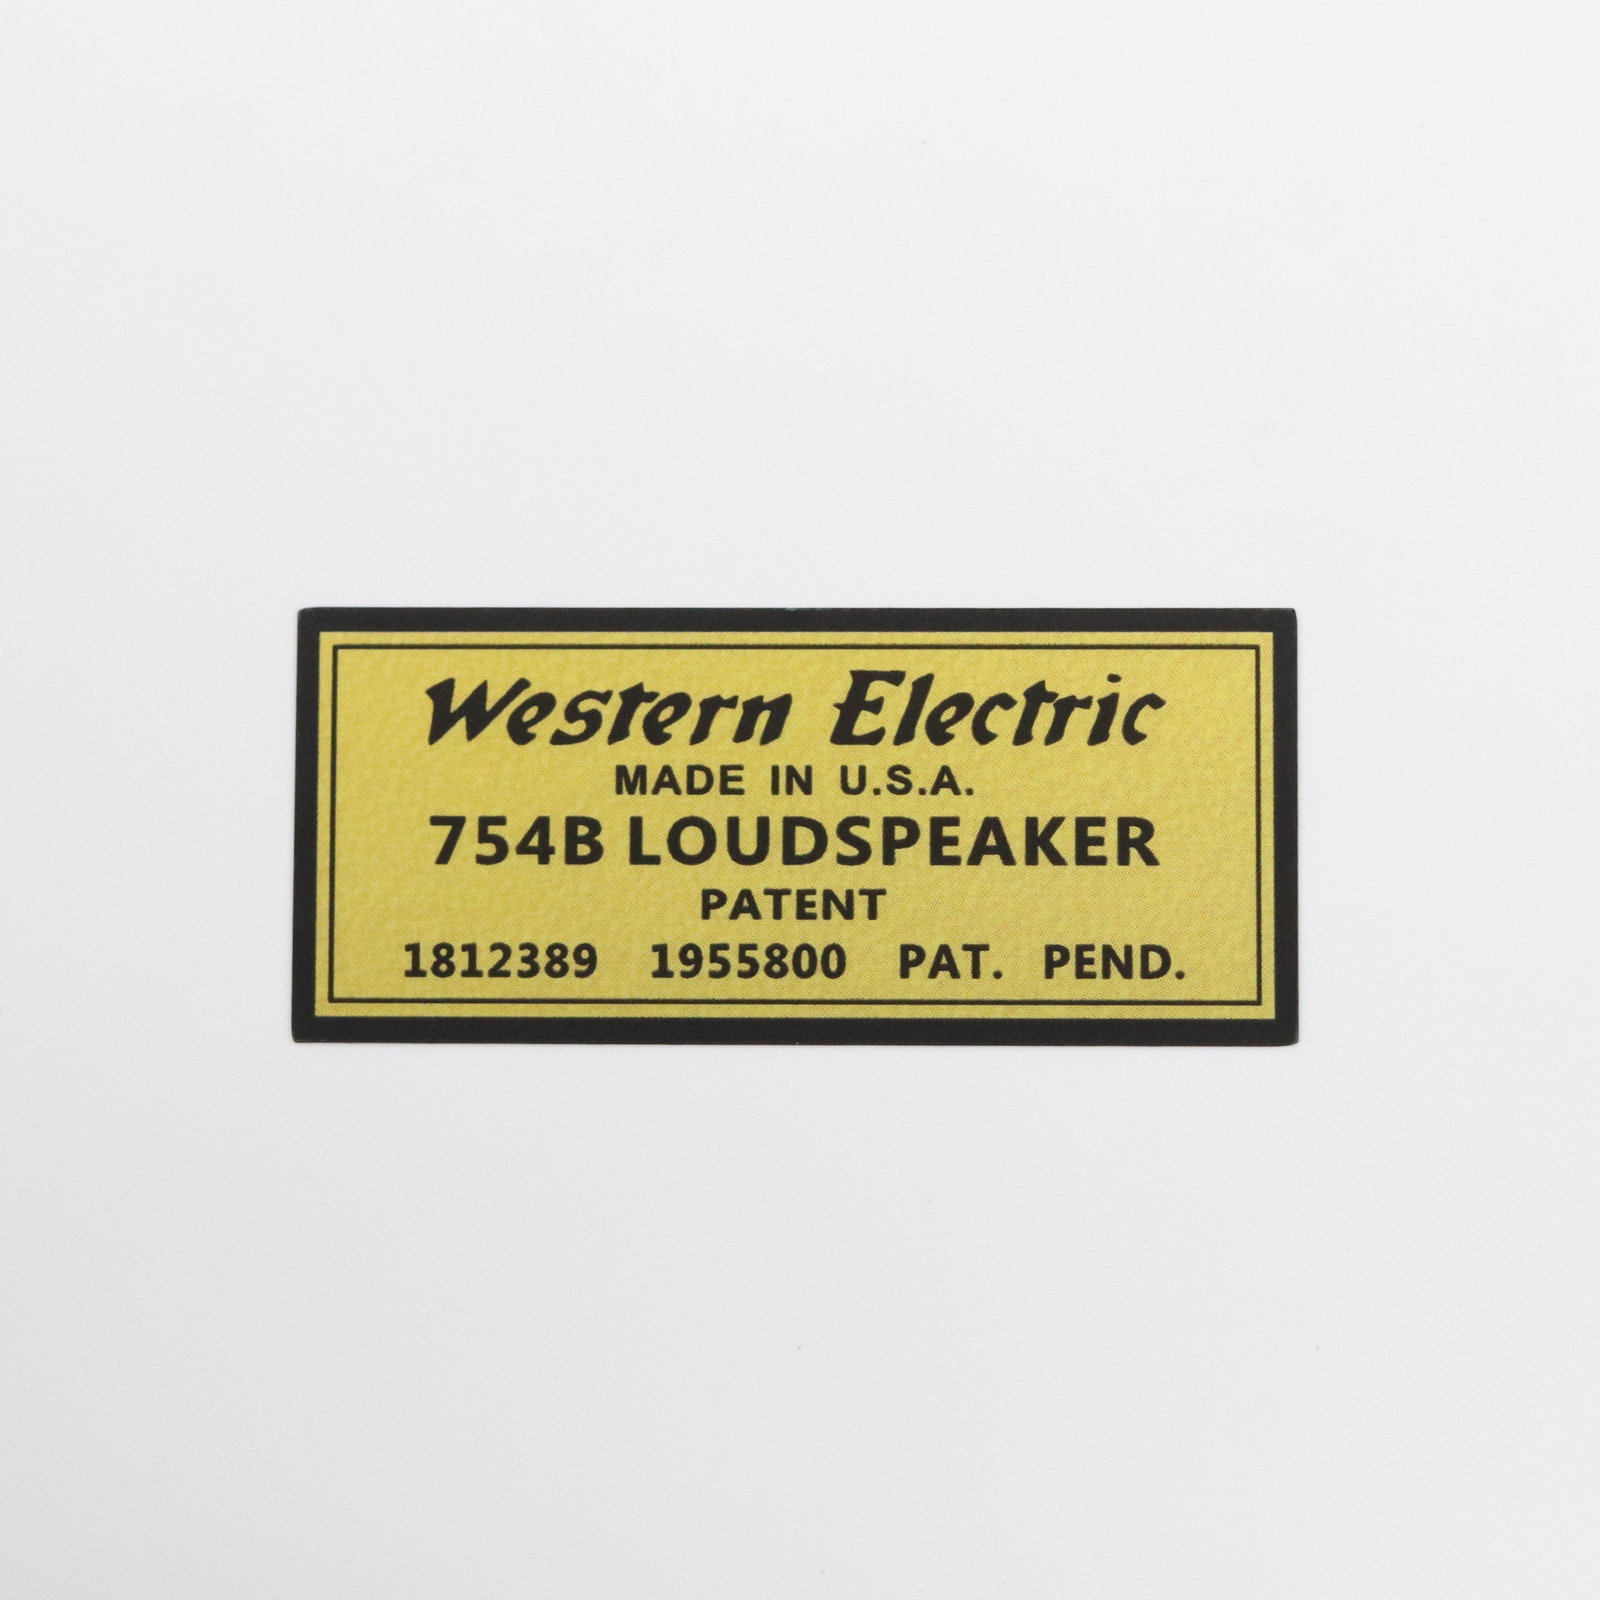 Western Electric
MADE IN U.S.A.
754B LOUDSPEAKER
PATENT
1812389 1955800 PAT. PEND.